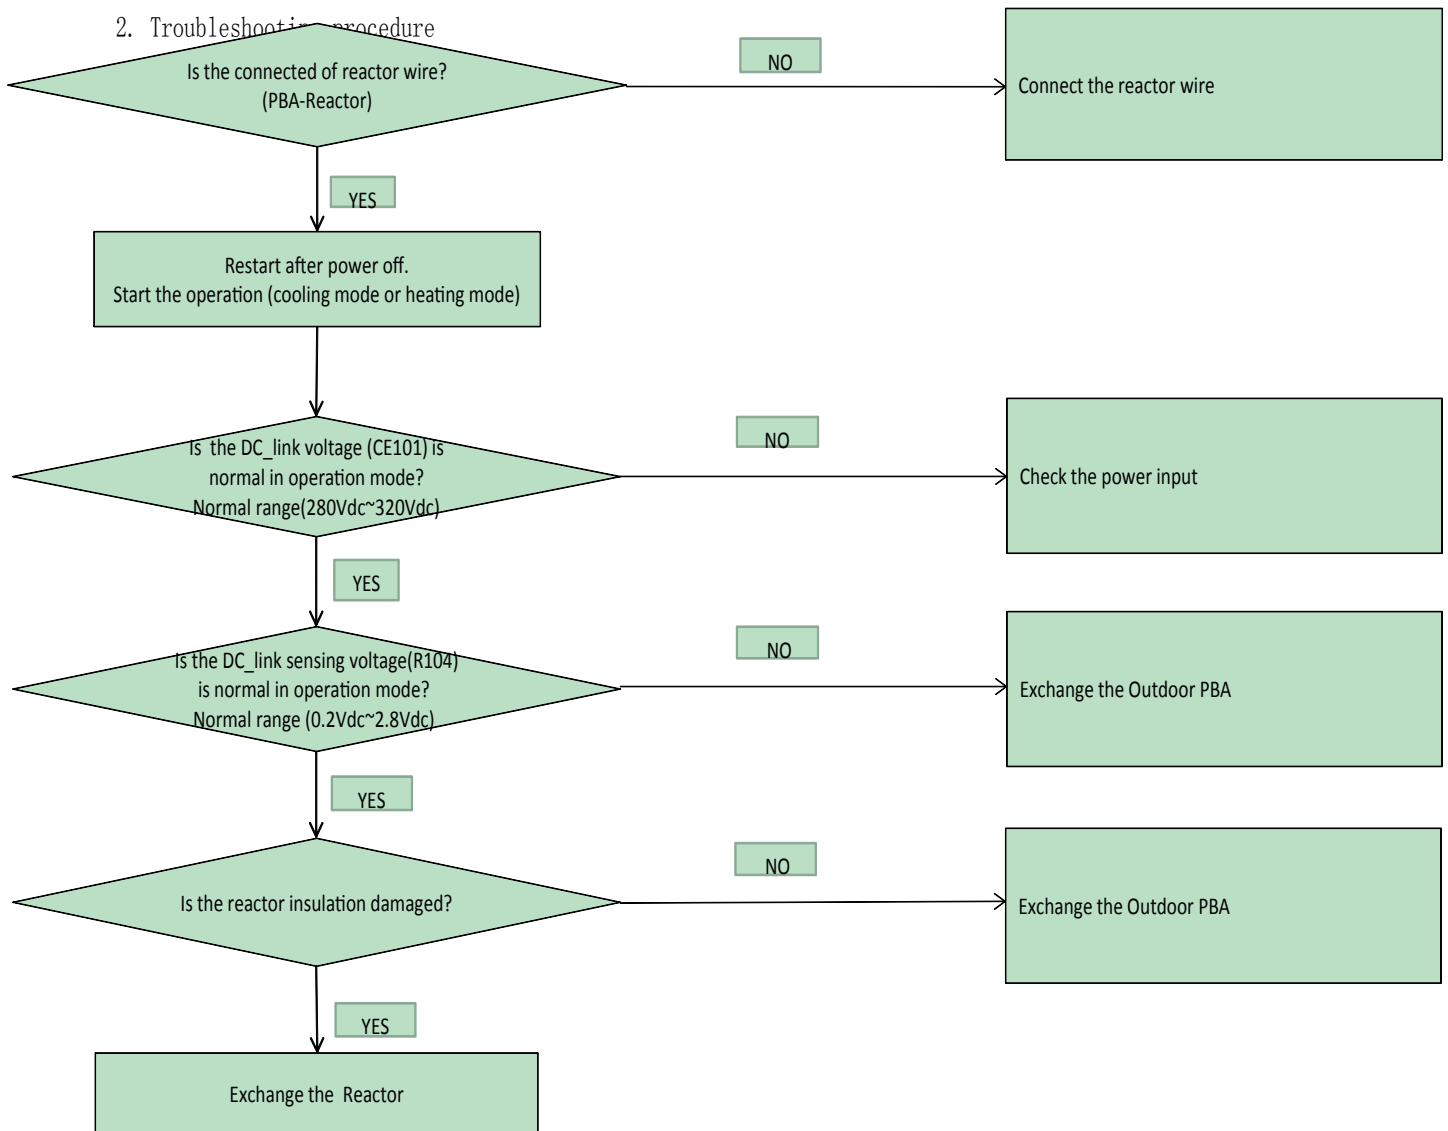 2. Troubleshooting procedure
Is the connected of reactor wire?
(PBA-Reactor)
NO
Connect the reactor wire
YES
Restart after power off.
Start the operation (cooling mode or heating mode)
Is the DC_link voltage (CE101) is
normal in operation mode?
Normal range(280Vdc~320Vdc)
NO
Check the power input
YES
Is the DC_link sensing voltage(R104)
is normal in operation mode?
Normal range (0.2Vdc~2.8Vdc)
NO
Exchange the Outdoor PBA
YES
Is the reactor insulation damaged?
NO
Exchange the Outdoor PBA
YES
Exchange the Reactor